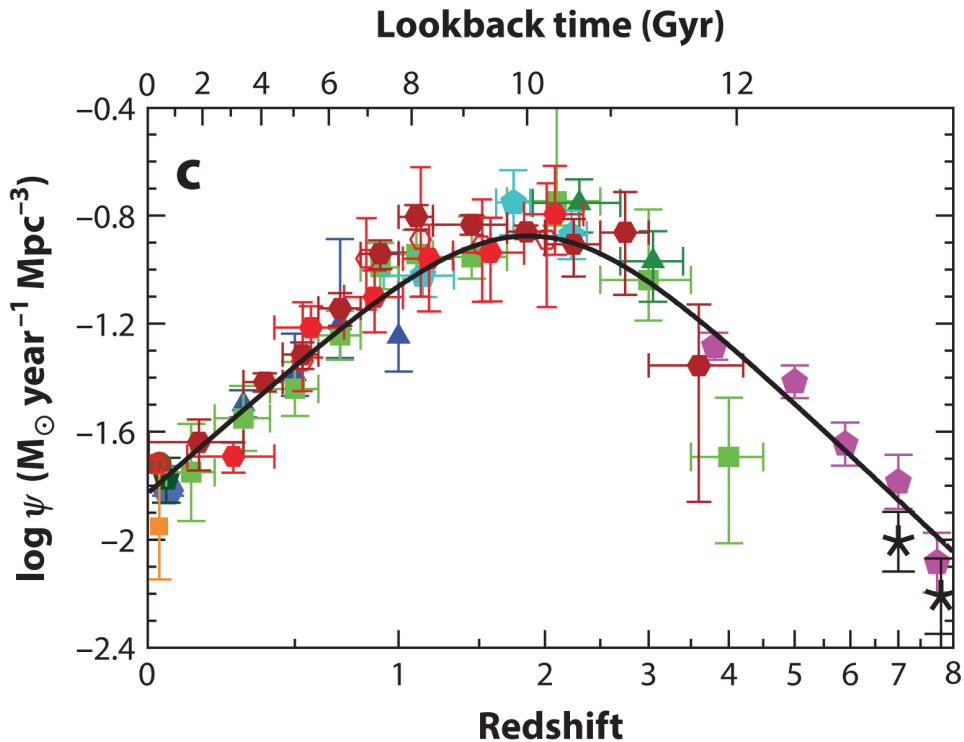 Lookback time (Gyr)
0 2 4 6 8 10 12
c
log ψ (M⊙ year⁻¹ Mpc⁻³)
−0.4
−0.8
−1.2
−1.6
−2
−2.4
0 1 2 3 4 5 6 7 8
Redshift